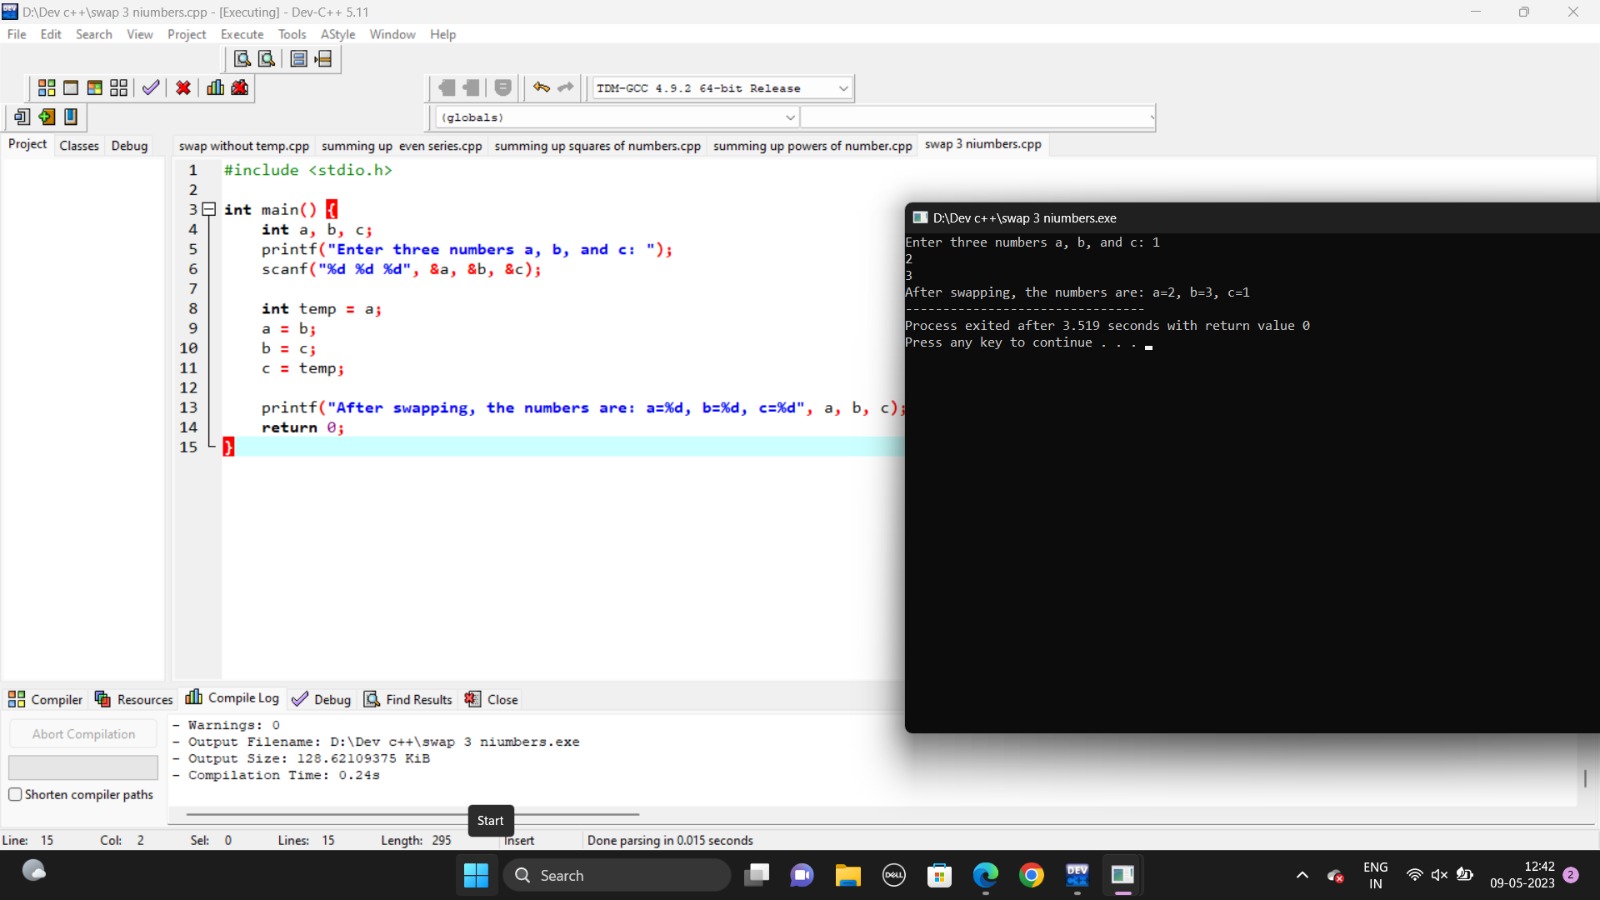 D:\Dev c++\swap 3 niumbers.cpp - [Executing] - Dev-C++ 5.11
File Edit Search View Project Execute Tools AStyle Window Help
TDM-GCC 4.9.2 64-bit Release
(globals)
Project Classes Debug
swap without temp.cpp summing up even series.cpp summing up squares of numbers.cpp summing up powers of number.cpp swap 3 niumbers.cpp
1 #include <stdio.h>
2
3 int main() {
4 int a, b, c;
5 printf("Enter three numbers a, b, and c: ");
6 scanf("%d %d %d", &a, &b, &c);
7
8 int temp = a;
9 a = b;
10 b = c;
11 c = temp;
12
13 printf("After swapping, the numbers are: a=%d, b=%d, c=%d", a, b, c);
14 return 0;
15 }
D:\Dev c++\swap 3 niumbers.exe
Enter three numbers a, b, and c: 1
2
3
After swapping, the numbers are: a=2, b=3, c=1
--------------------------------
Process exited after 3.519 seconds with return value 0
Press any key to continue . . .
Compiler Resources Compile Log Debug Find Results Close
Abort Compilation
Shorten compiler paths
- Warnings: 0
- Output Filename: D:\Dev c++\swap 3 niumbers.exe
- Output Size: 128.62109375 KiB
- Compilation Time: 0.24s
Start
Line: 15 Col: 2 Sel: 0 Lines: 15 Length: 295 Insert Done parsing in 0.015 seconds
Search
DELL
DEV
ENG
IN
12:42
09-05-2023
2